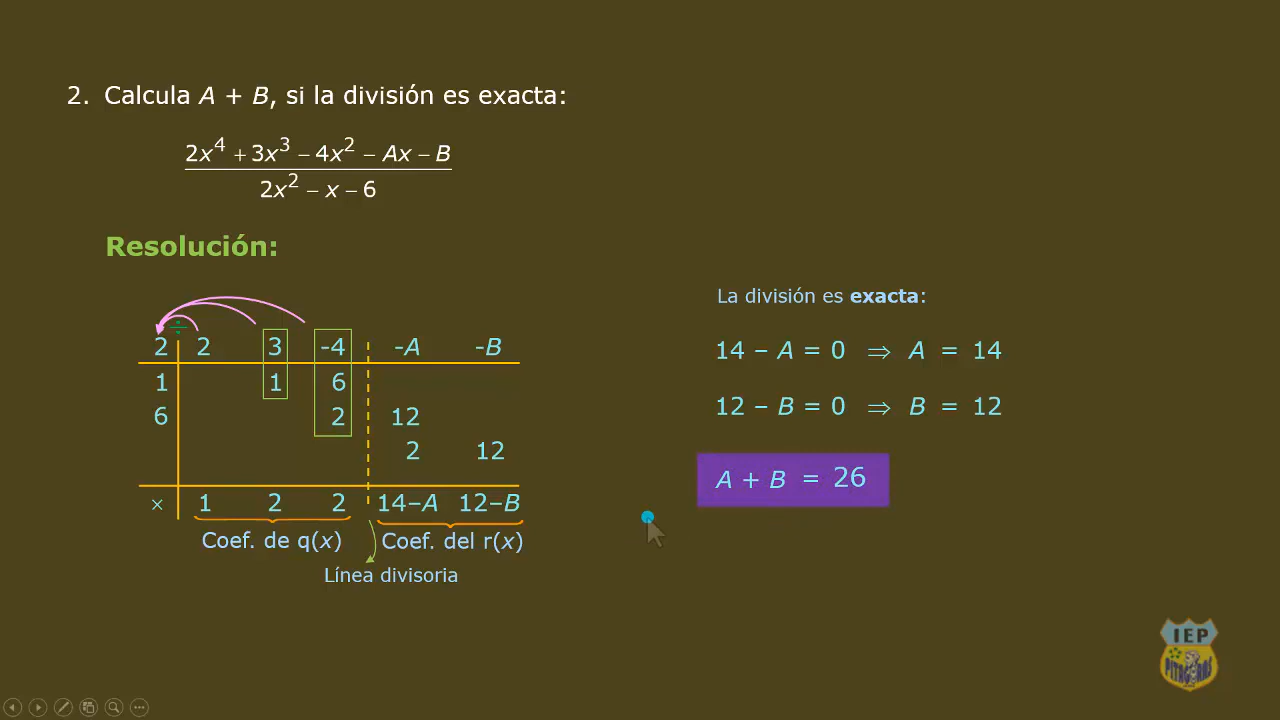 2. Calcula A + B, si la división es exacta:
2x⁴ + 3x³ – 4x² – Ax – B
2x² – x – 6
Resolución:
÷
2 2 3 -4 -A -B
1 1 6
6 2 12
2 12
× 1 2 2 14–A 12–B
Coef. de q(x) Coef. del r(x)
Línea divisoria
La división es exacta:
14 – A = 0 ⇒ A = 14
12 – B = 0 ⇒ B = 12
A + B = 26
IEP
PITAGORAS